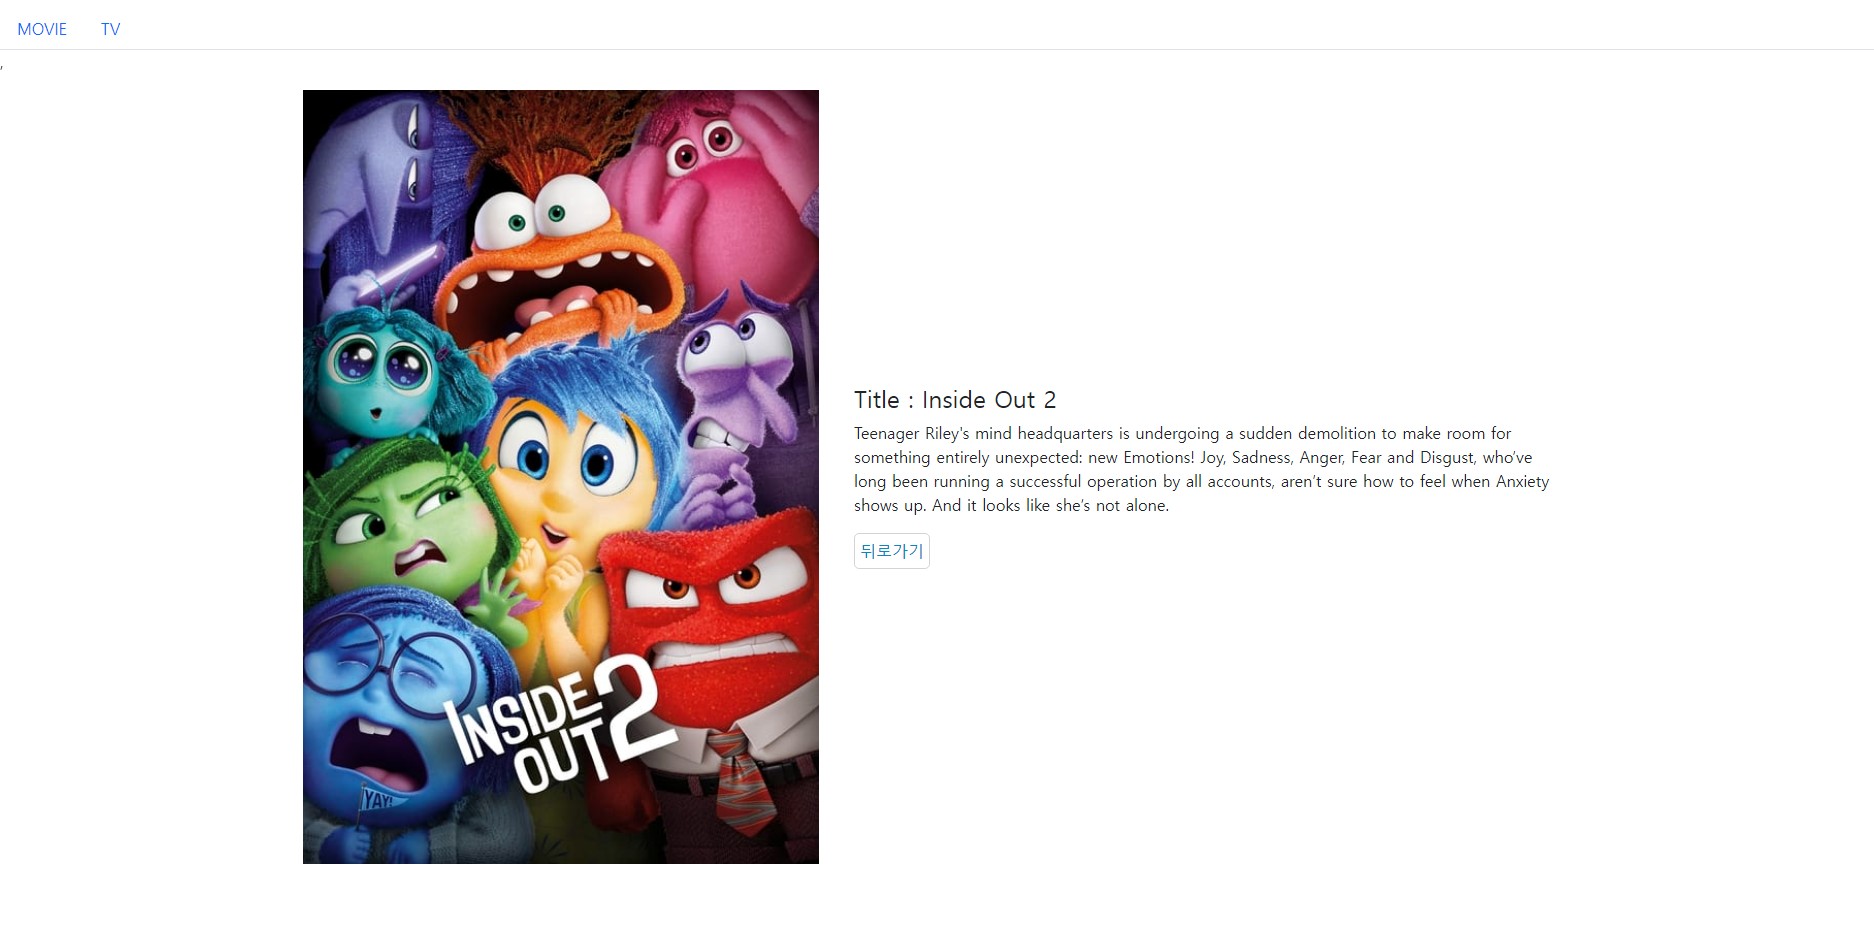 MOVIE TV
,
YAY!
INSIDE
OUT 2
Title : Inside Out 2
Teenager Riley's mind headquarters is undergoing a sudden demolition to make room for
something entirely unexpected: new Emotions! Joy, Sadness, Anger, Fear and Disgust, who’ve
long been running a successful operation by all accounts, aren’t sure how to feel when Anxiety
shows up. And it looks like she’s not alone.
뒤로가기